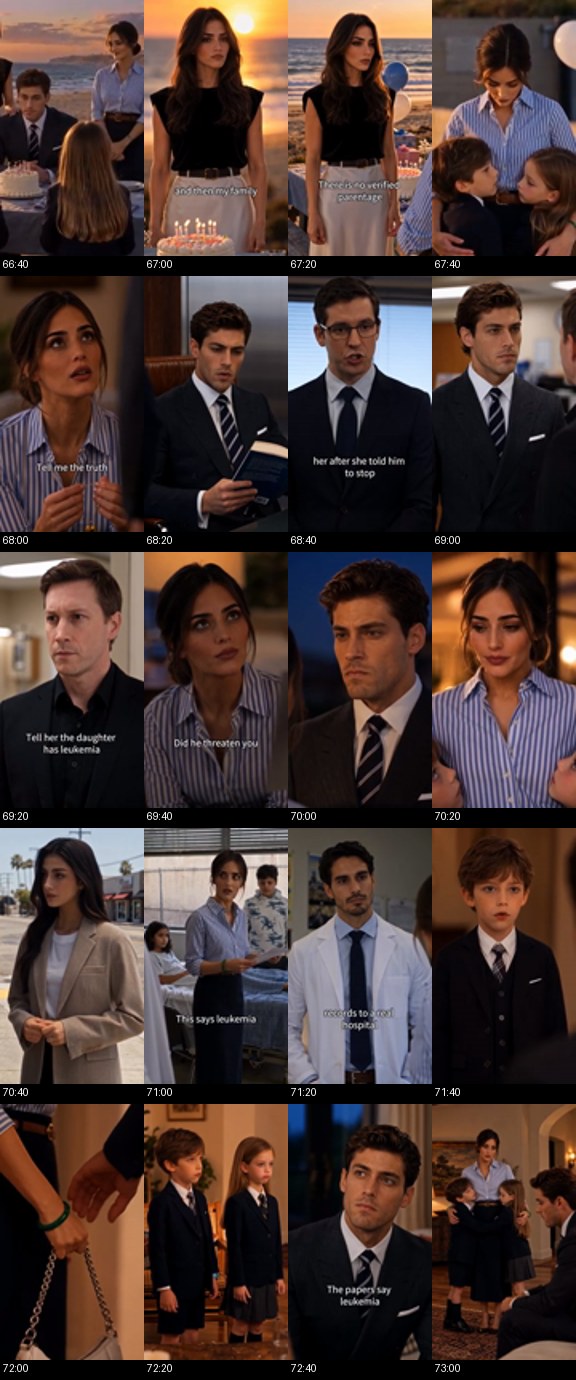 and then my family
There is no verified
parentage
66:40
67:00
67:20
67:40
Tell me the truth
her after she told him
to stop
68:00
68:20
68:40
69:00
Tell her the daughter
has leukemia
Did he threaten you
69:20
69:40
70:00
70:20
This says leukemia
records to a real
hospital
70:40
71:00
71:20
71:40
The papers say
leukemia
72:00
72:20
72:40
73:00